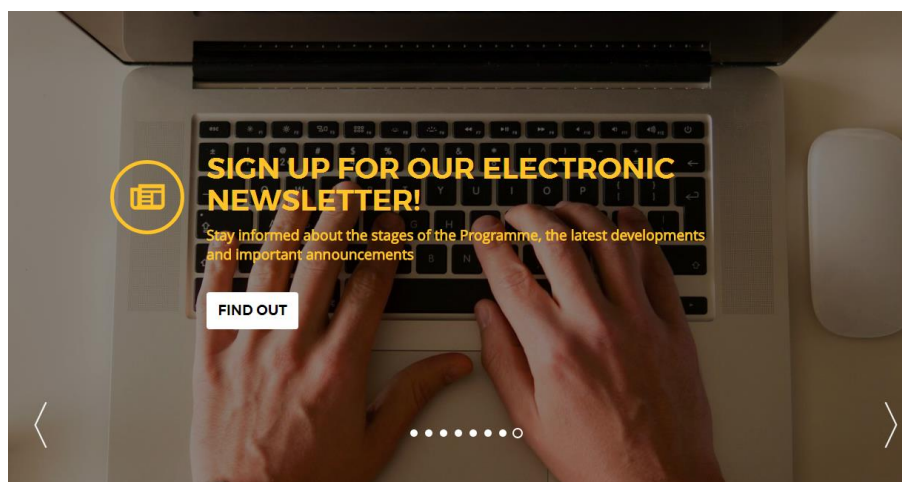 SIGN UP FOR OUR ELECTRONIC
NEWSLETTER!
Stay informed about the stages of the Programme, the latest developments
and important announcements
FIND OUT